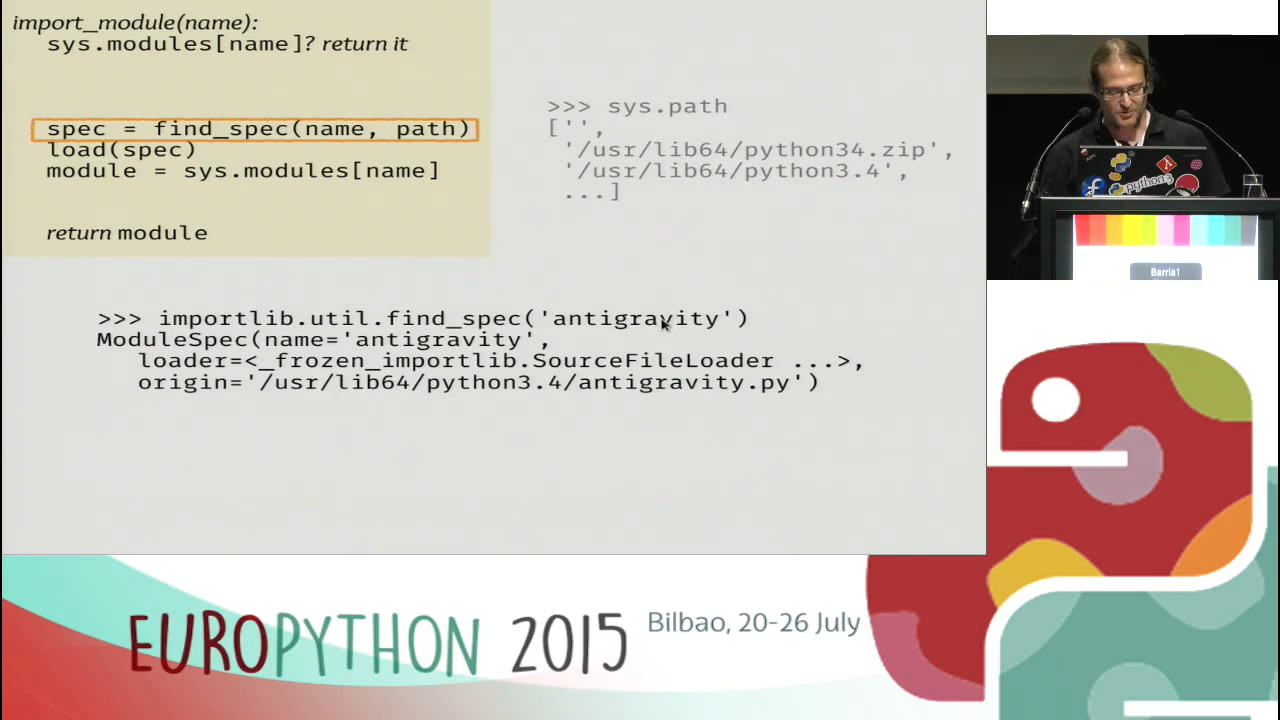 import_module(name):
sys.modules[name]? return it
spec = find_spec(name, path)
load(spec)
module = sys.modules[name]
return module
>>> sys.path
['',
'/usr/lib64/python34.zip',
'/usr/lib64/python3.4',
...]
>>> importlib.util.find_spec('antigravity')
ModuleSpec(name='antigravity',
loader=<_frozen_importlib.SourceFileLoader ...>,
origin='/usr/lib64/python3.4/antigravity.py')
python3
Barria1
EUROPYTHON 2015
Bilbao, 20-26 July